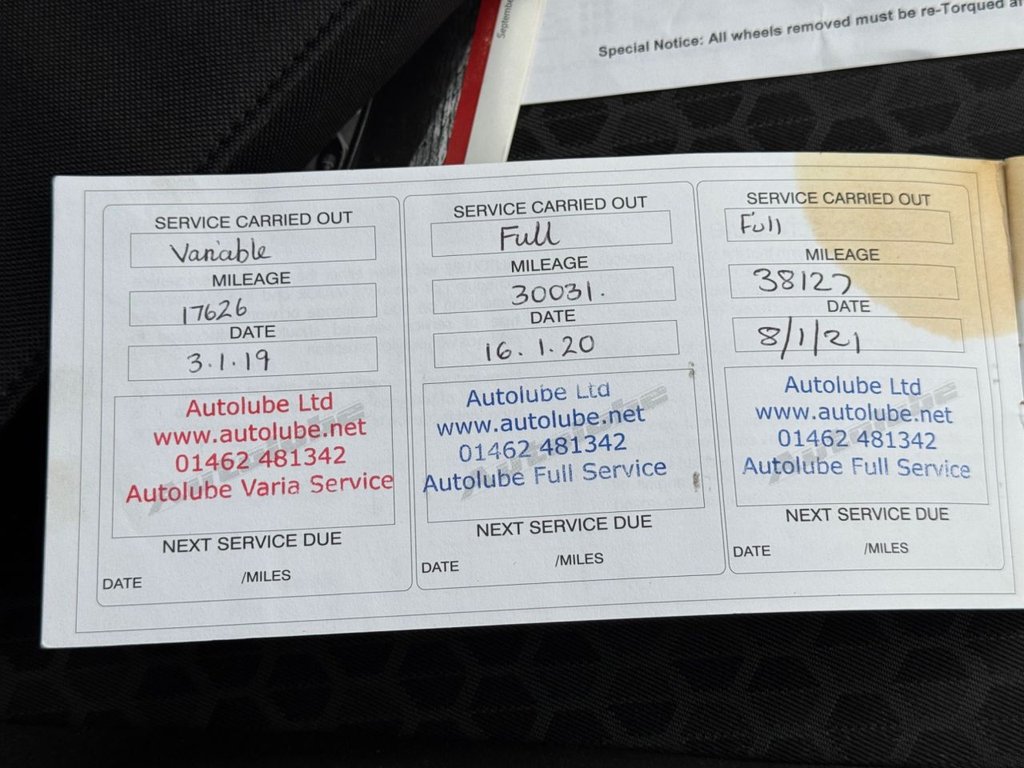 September
Special Notice: All wheels removed must be re-Torqued
SERVICE CARRIED OUT
Variable
MILEAGE
17626
DATE
3.1.19
Autolube Ltd
www.autolube.net
01462 481342
Autolube Varia Service
Autolube
NEXT SERVICE DUE
DATE /MILES
SERVICE CARRIED OUT
Full
MILEAGE
30031.
DATE
16.1.20
Autolube Ltd
www.autolube.net
01462 481342
Autolube Full Service
Autolube
NEXT SERVICE DUE
DATE /MILES
SERVICE CARRIED OUT
Full
MILEAGE
38127
DATE
8/1/21
Autolube Ltd
www.autolube.net
01462 481342
Autolube Full Service
Autolube
NEXT SERVICE DUE
DATE /MILES